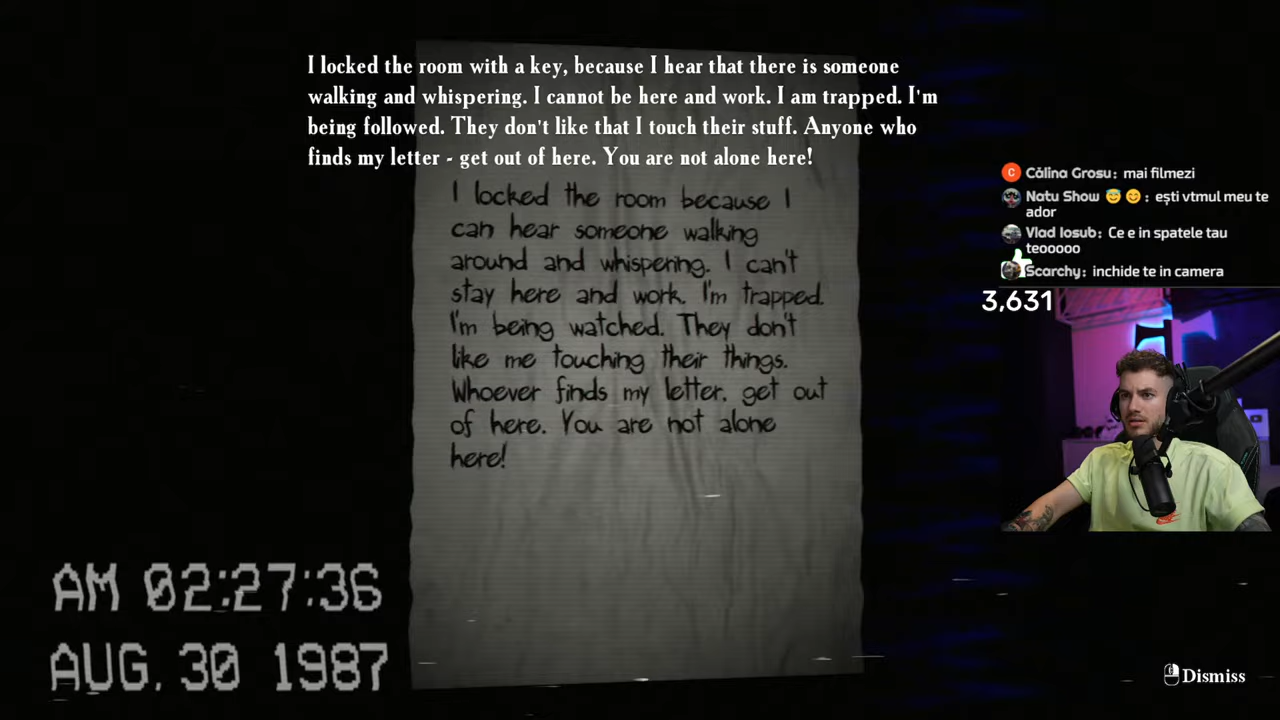 I locked the room with a key, because I hear that there is someone
walking and whispering. I cannot be here and work. I am trapped. I'm
being followed. They don't like that I touch their stuff. Anyone who
finds my letter - get out of here. You are not alone here!
I locked the room because I
can hear someone walking
around and whispering. I can't
stay here and work. I'm trapped.
I'm being watched. They don't
like me touching their things.
Whoever finds my letter. get out
of here. You are not alone
here!
C Călina Grosu: mai filmezi
Natu Show 😇 😊 : ești vtmul meu te
ador
Vlad Iosub: Ce e in spatele tau
teooooo
Scarchy: inchide te in camera
3,631
AM 02:27:36
AUG. 30 1987
Dismiss